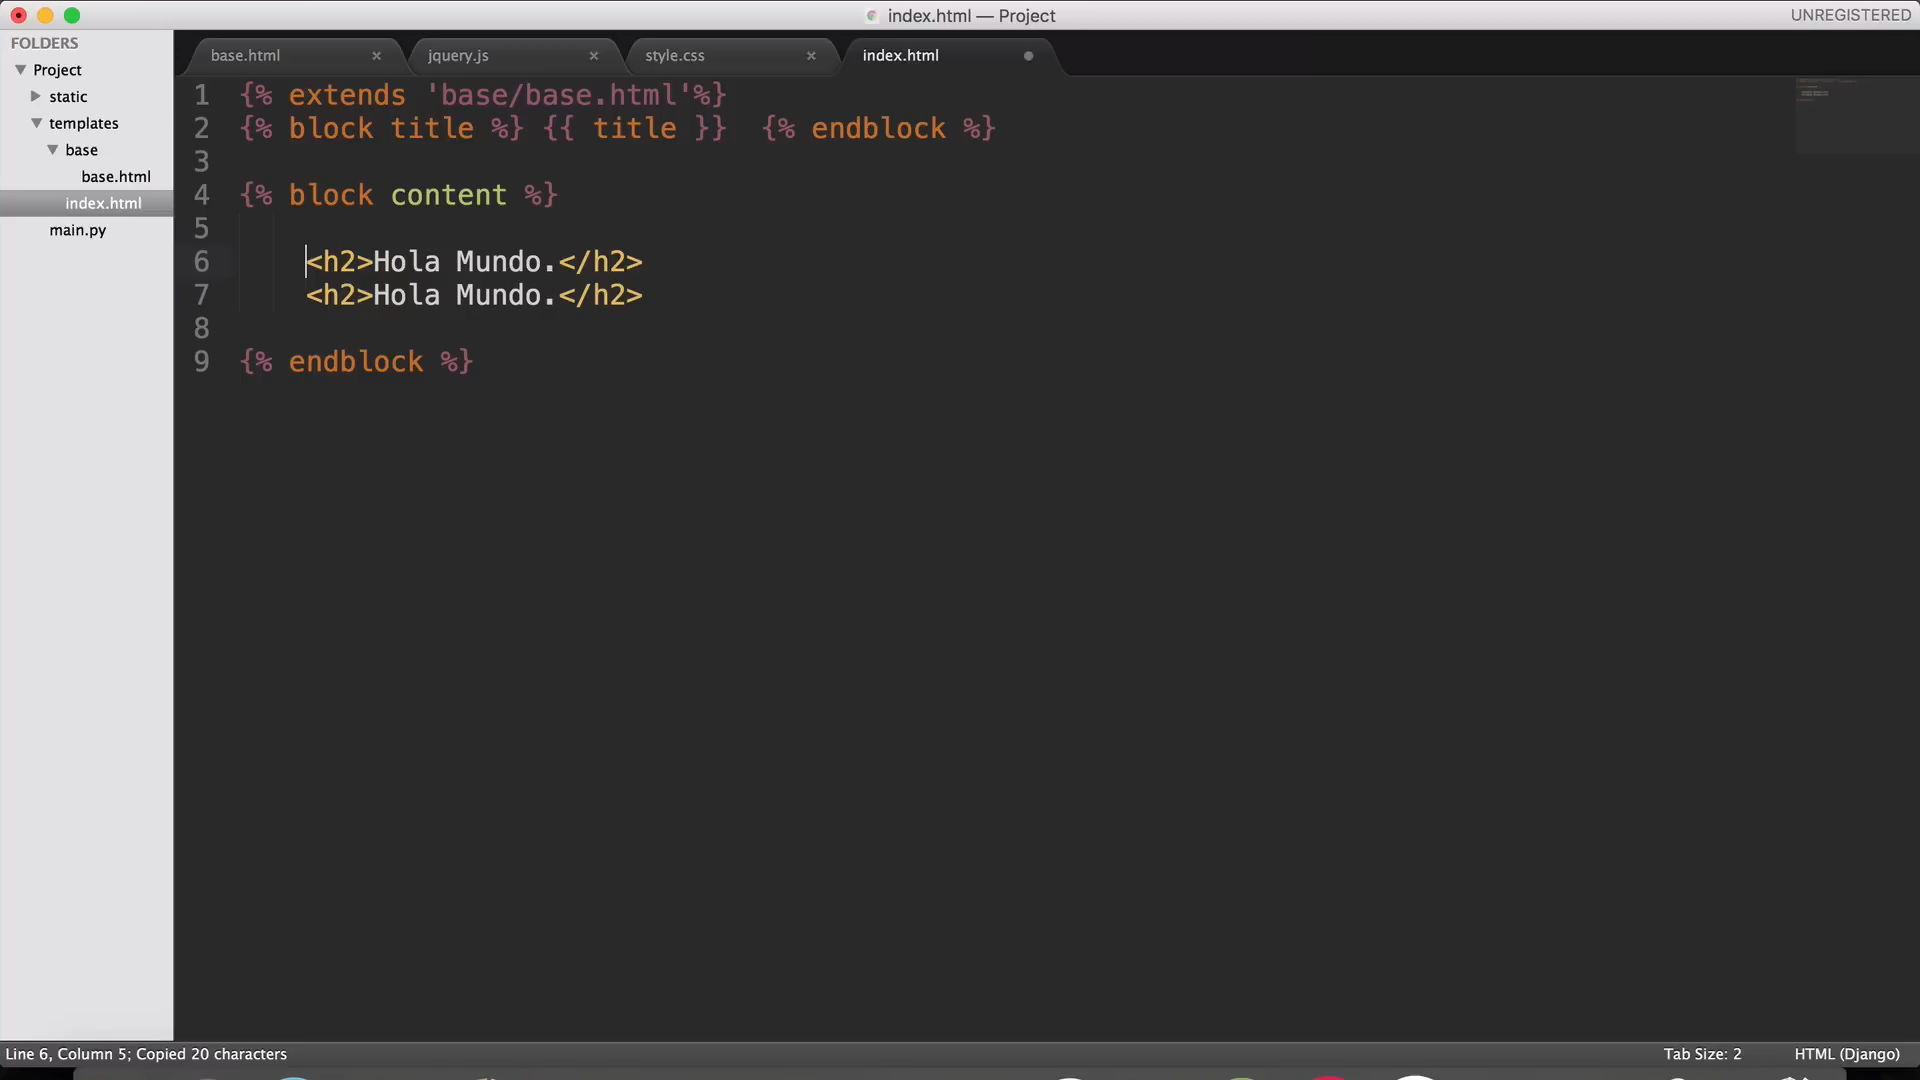 index.html — Project
UNREGISTERED
FOLDERS
Project
static
templates
base
base.html
index.html
main.py
base.html ×
jquery.js ×
style.css ×
index.html
1 {% extends 'base/base.html'%}
2 {% block title %} {{ title }}  {% endblock %}
3
4 {% block content %}
5
6 <h2>Hola Mundo.</h2>
7 <h2>Hola Mundo.</h2>
8
9 {% endblock %}
Line 6, Column 5; Copied 20 characters
Tab Size: 2
HTML (Django)